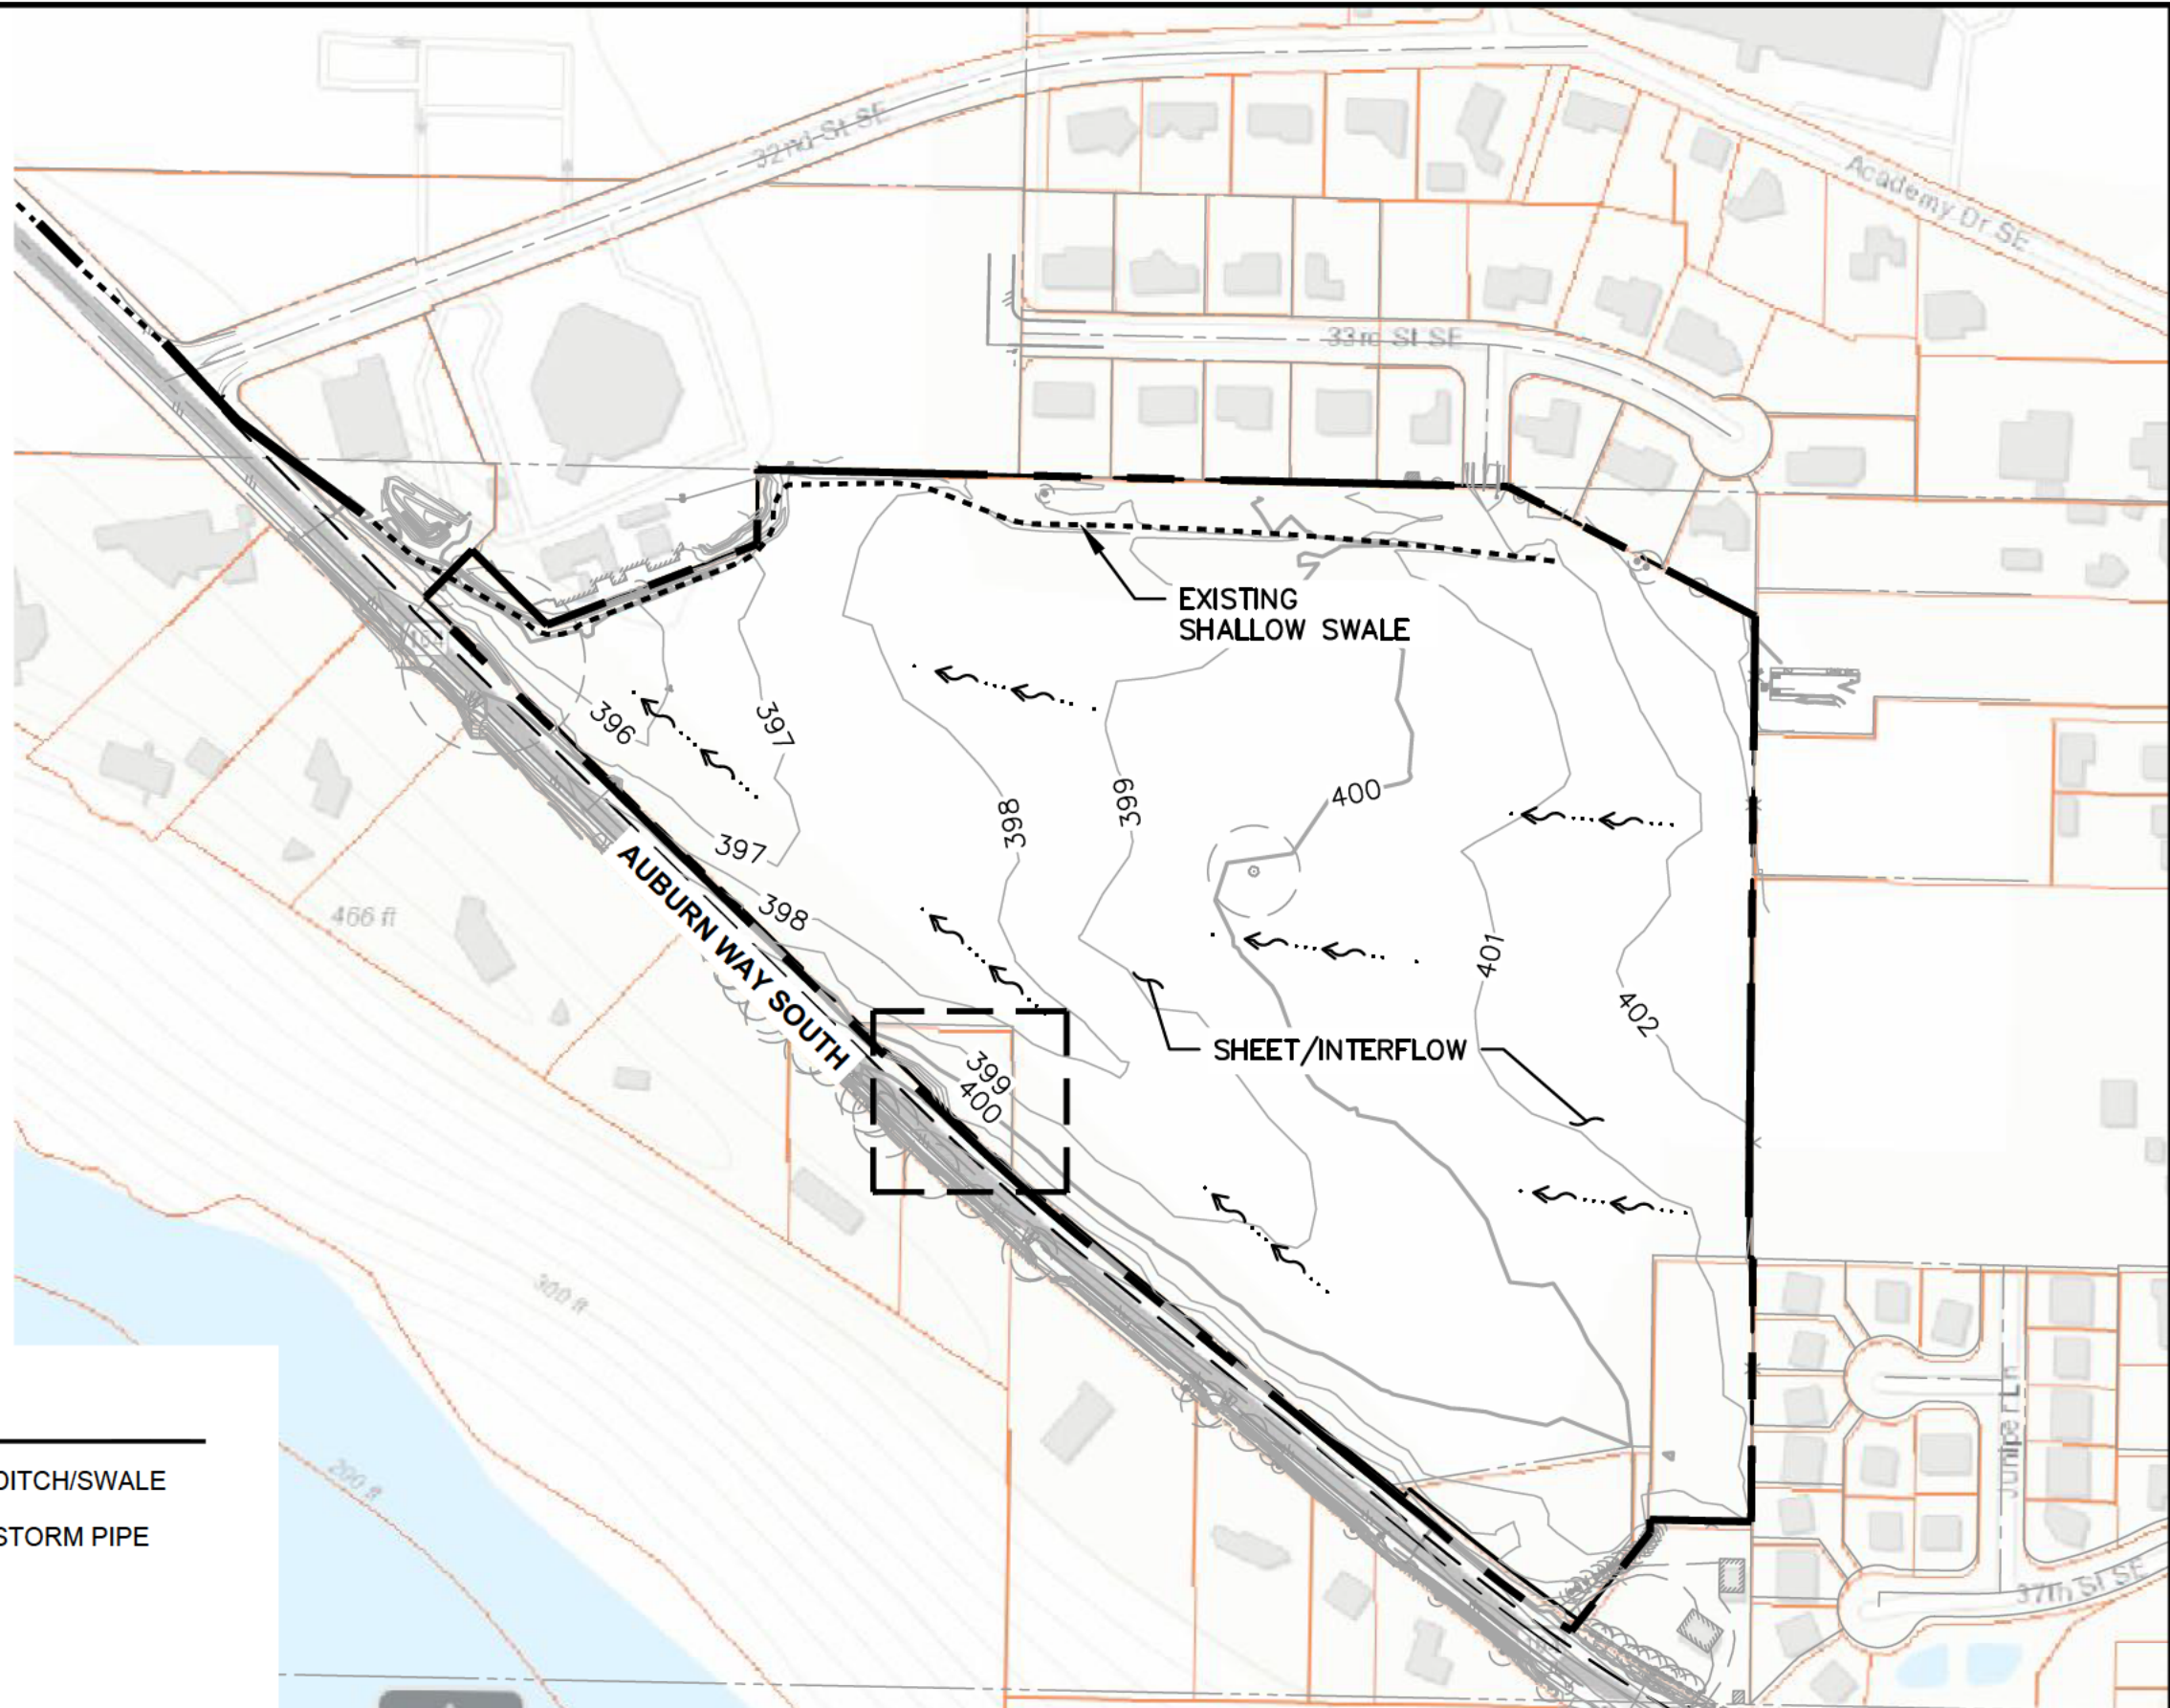 32nd St SE
Academy Dr SE
33rd St SE
EXISTING
SHALLOW SWALE
164
396
397
400
398
399
397
AUBURN WAY SOUTH
398
466 ft
401
402
SHEET/INTERFLOW
399
400
300 ft
200 ft
DITCH/SWALE
STORM PIPE
Juniper Ln
37th St SE